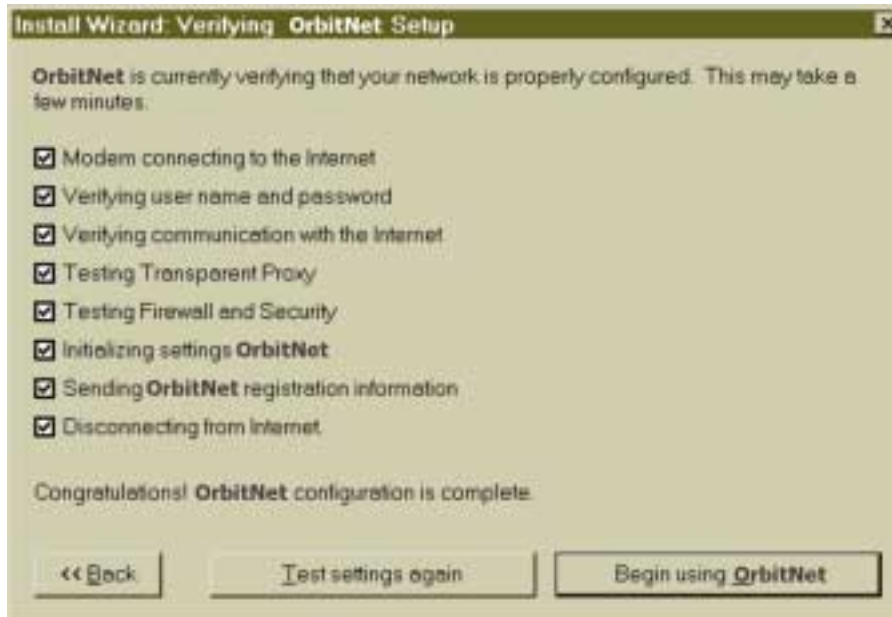 Install Wizard: Verifying OrbitNet Setup
OrbitNet is currently verifying that your network is properly configured. This may take a
few minutes.
Modem connecting to the Internet
Verifying user name and password
Verifying communication with the Internet
Testing Transparent Proxy
Testing Firewall and Security
Initializing settings OrbitNet
Sending OrbitNet registration information
Disconnecting from Internet
Congratulations! OrbitNet configuration is complete.
<< Back
Test settings again
Begin using OrbitNet